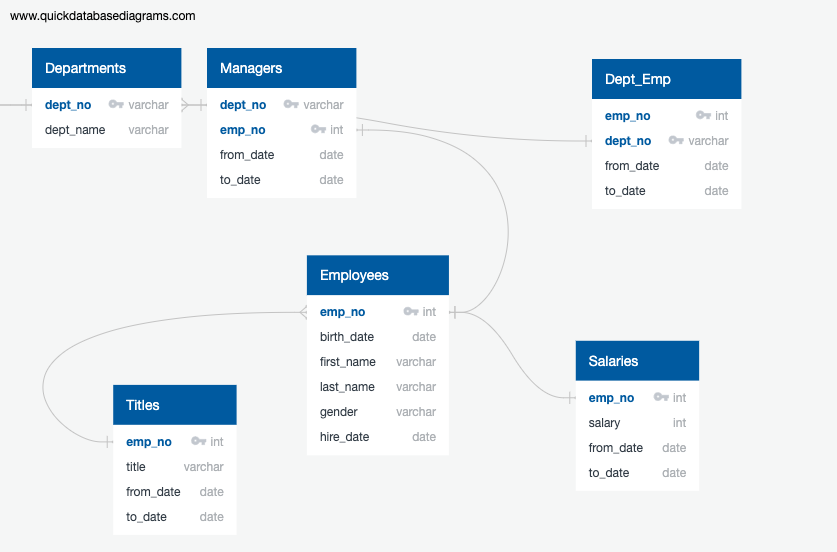 www.quickdatabasediagrams.com
Departments
dept_no varchar
dept_name varchar
Managers
dept_no varchar
emp_no int
from_date date
to_date date
Dept_Emp
emp_no int
dept_no varchar
from_date date
to_date date
Employees
emp_no int
birth_date date
first_name varchar
last_name varchar
gender varchar
hire_date date
Salaries
emp_no int
salary int
from_date date
to_date date
Titles
emp_no int
title varchar
from_date date
to_date date